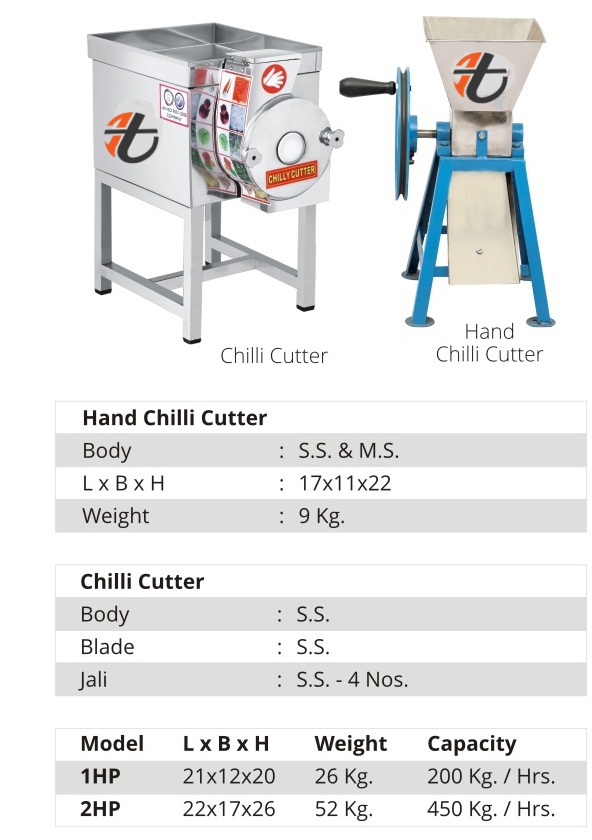 CHILLY CUTTER
Chilli Cutter
Hand
Chilli Cutter
Hand Chilli Cutter
Body : S.S. & M.S.
L x B x H : 17x11x22
Weight : 9 Kg.
Chilli Cutter
Body : S.S.
Blade : S.S.
Jali : S.S. - 4 Nos.
Model L x B x H Weight Capacity
1HP 21x12x20 26 Kg. 200 Kg. / Hrs.
2HP 22x17x26 52 Kg. 450 Kg. / Hrs.